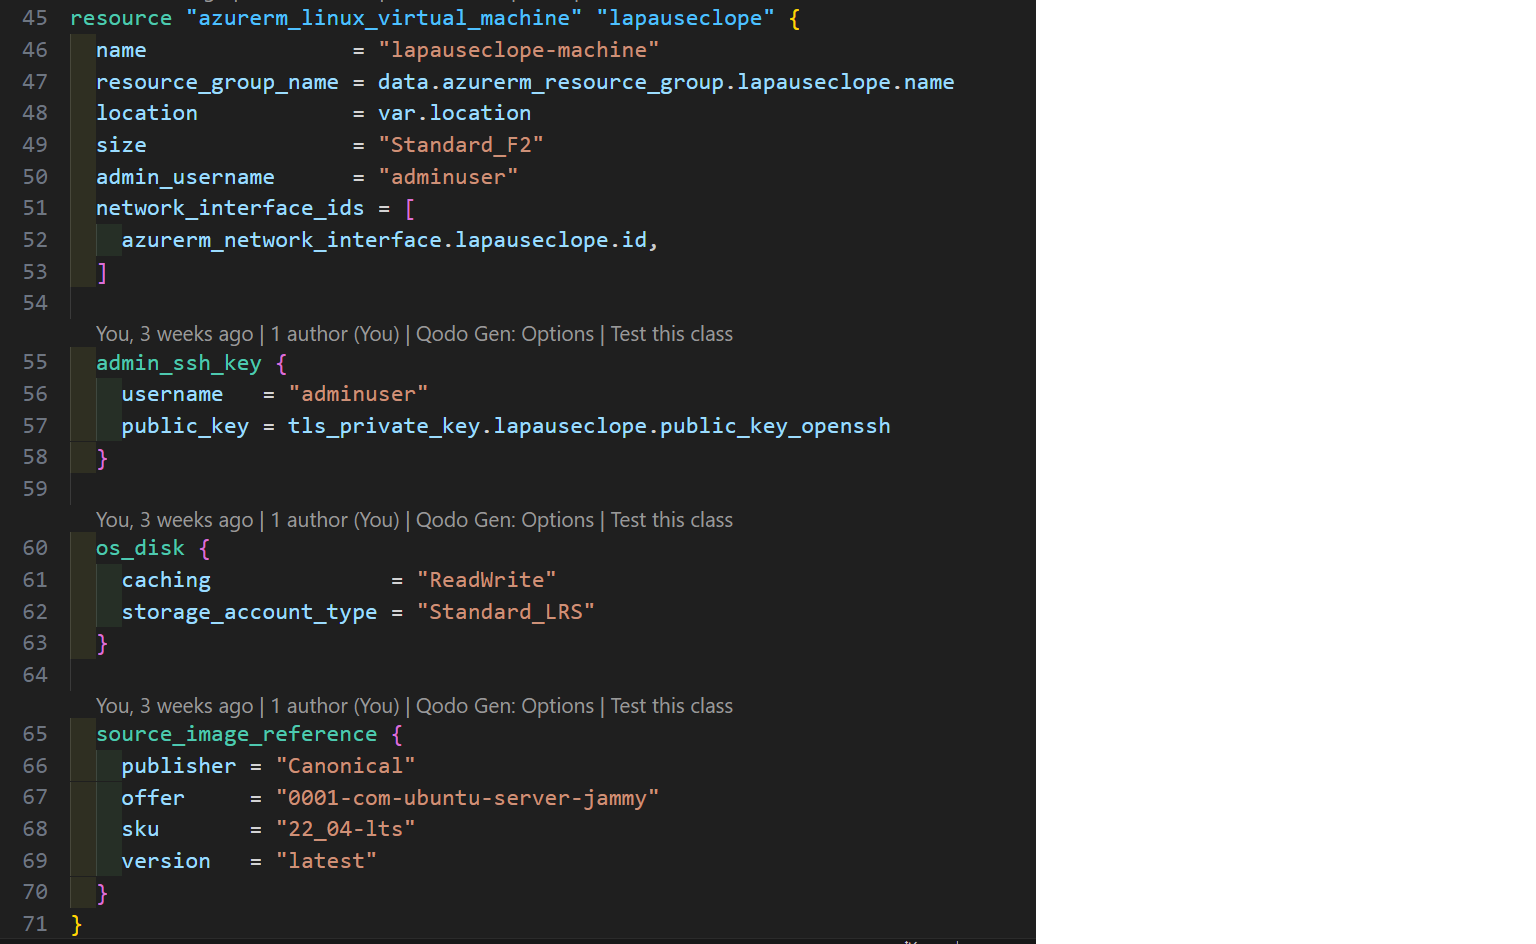 45 resource "azurerm_linux_virtual_machine" "lapauseclope" {
46   name                = "lapauseclope-machine"
47   resource_group_name = data.azurerm_resource_group.lapauseclope.name
48   location            = var.location
49   size                = "Standard_F2"
50   admin_username      = "adminuser"
51   network_interface_ids = [
52     azurerm_network_interface.lapauseclope.id,
53   ]
54
You, 3 weeks ago | 1 author (You) | Qodo Gen: Options | Test this class
55   admin_ssh_key {
56     username   = "adminuser"
57     public_key = tls_private_key.lapauseclope.public_key_openssh
58   }
59
You, 3 weeks ago | 1 author (You) | Qodo Gen: Options | Test this class
60   os_disk {
61     caching              = "ReadWrite"
62     storage_account_type = "Standard_LRS"
63   }
64
You, 3 weeks ago | 1 author (You) | Qodo Gen: Options | Test this class
65   source_image_reference {
66     publisher = "Canonical"
67     offer     = "0001-com-ubuntu-server-jammy"
68     sku       = "22_04-lts"
69     version   = "latest"
70   }
71 }